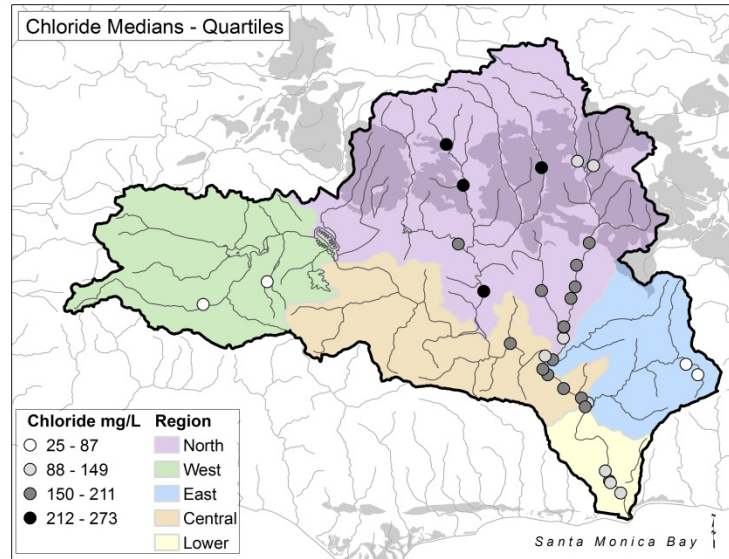 Chloride Medians - Quartiles
Chloride mg/L
25 - 87
88 - 149
150 - 211
212 - 273
Region
North
West
East
Central
Lower
Santa Monica Bay